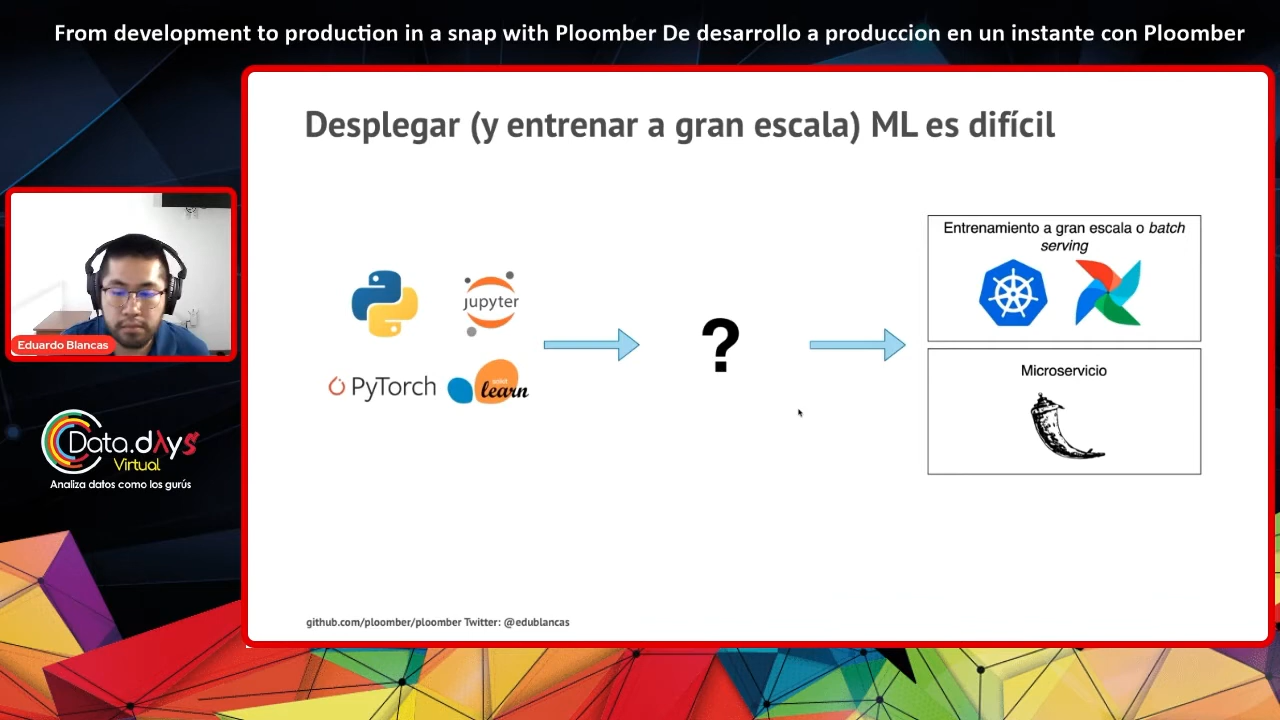 From development to production in a snap with Ploomber De desarrollo a produccion en un instante con Ploomber
Desplegar (y entrenar a gran escala) ML es difícil
Entrenamiento a gran escala o batch
serving
jupyter
?
PyTorch
learn
Microservicio
Eduardo Blancas
Data.dAys
Virtual
Analiza datos como los gurús
github.com/ploomber/ploomber Twitter: @edublancas